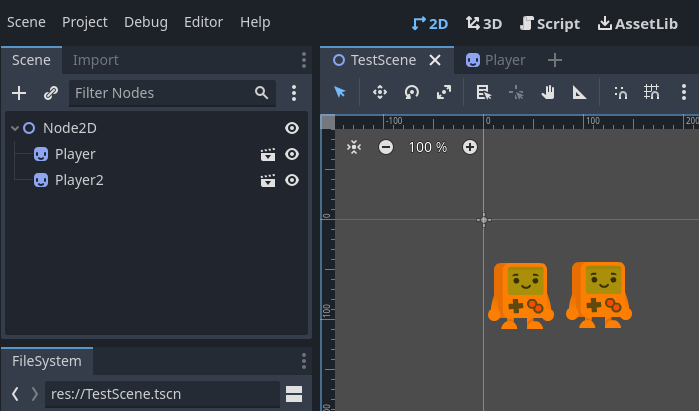 Scene Project Debug Editor Help 2D 3D Script AssetLib
Scene Import TestScene Player
Filter Nodes
Node2D
Player
Player2
-100 0 100 200
100 %
0
100
FileSystem
res://TestScene.tscn